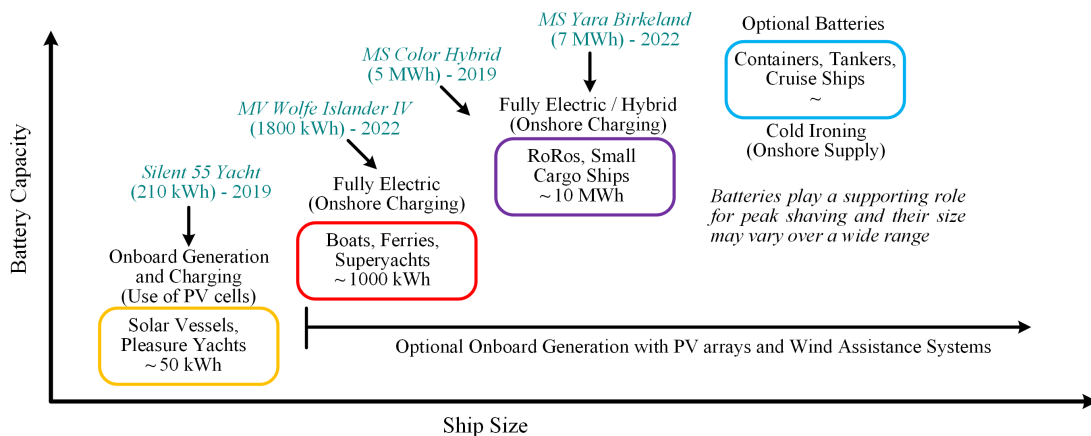 MS Yara Birkeland
(7 MWh) - 2022
Optional Batteries
Containers, Tankers,
Cruise Ships
~
Cold Ironing
(Onshore Supply)
Batteries play a supporting role
for peak shaving and their size
may vary over a wide range
MS Color Hybrid
(5 MWh) - 2019
Fully Electric / Hybrid
(Onshore Charging)
RoRos, Small
Cargo Ships
~ 10 MWh
MV Wolfe Islander IV
(1800 kWh) - 2022
Fully Electric
(Onshore Charging)
Boats, Ferries,
Superyachts
~ 1000 kWh
Silent 55 Yacht
(210 kWh) - 2019
Onboard Generation
and Charging
(Use of PV cells)
Solar Vessels,
Pleasure Yachts
~ 50 kWh
Optional Onboard Generation with PV arrays and Wind Assistance Systems
Battery Capacity
Ship Size